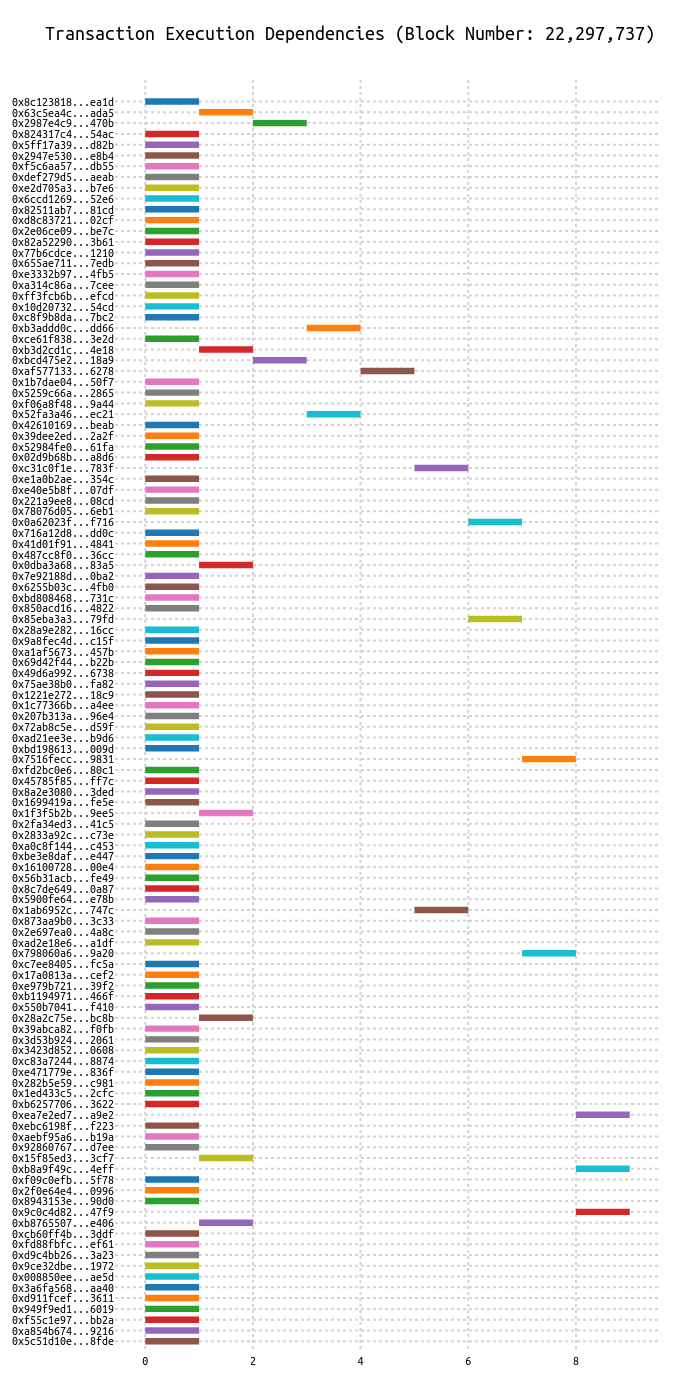 Transaction Execution Dependencies (Block Number: 22,297,737)
0x8c123818...ea1d
0x63c5ea4c...ada5
0x2987e4c9...470b
0x824317c4...54ac
0x5ff17a39...d82b
0x2947e530...e8b4
0xf5c6aa57...db55
0xdef279d5...aeab
0xe2d705a3...b7e6
0x6ccd1269...52e6
0x82511ab7...81cd
0xd8c83721...02cf
0x2e06ce09...be7c
0x82a52290...3b61
0x77b6cdce...1210
0x655ae711...7edb
0xe3332b97...4fb5
0xa314c86a...7cee
0xff3fcb6b...efcd
0x10d20732...54cd
0xc8f9b8da...7bc2
0xb3addd0c...dd66
0xce61f838...3e2d
0xb3d2cd1c...4e18
0xbcd475e2...18a9
0xaf577133...6278
0x1b7dae04...50f7
0x5259c66a...2865
0xf06a8f48...9a44
0x52fa3a46...ec21
0x42610169...beab
0x39dee2ed...2a2f
0x52984fe0...61fa
0x02d9b68b...a8d6
0xc31c0f1e...783f
0xe1a0b2ae...354c
0xe40e5b8f...07df
0x221a9ee8...08cd
0x78076d05...6eb1
0x0a62023f...f716
0x716a12d8...dd0c
0x41d01f91...4841
0x487cc8f0...36cc
0x0dba3a68...83a5
0x7e92188d...0ba2
0x6255b03c...4fb0
0xbd808468...731c
0x850acd16...4822
0x85eba3a3...79fd
0x28a9e282...16cc
0x9a8fec4d...c15f
0xa1af5673...457b
0x69d42f44...b22b
0x49d6a992...6738
0x75ae38b0...fa82
0x1221e272...18c9
0x1c77366b...a4ee
0x207b313a...96e4
0x72ab8c5e...d59f
0xad21ee3e...b9d6
0xbd198613...009d
0x7516fecc...9831
0xfd2bc0e6...80c1
0x45785f85...ff7c
0x8a2e3080...3ded
0x1699419a...fe5e
0x1f3f5b2b...9ee5
0x2fa34ed3...41c5
0x2833a92c...c73e
0xa0c8f144...c453
0xbe3e8daf...e447
0x16100728...00e4
0x56b31acb...fe49
0x8c7de649...0a87
0x5900fe64...e78b
0x1ab6952c...747c
0x873aa9b0...3c33
0x2e697ea0...4a8c
0xad2e18e6...a1df
0x798060a6...9a20
0xc7ee8405...fc5a
0x17a0813a...cef2
0xe979b721...39f2
0xb1194971...466f
0x550b7041...f410
0x28a2c75e...bc8b
0x39abca82...f0fb
0x3d53b924...2061
0x3423d852...0608
0xc83a7244...8874
0xe471779e...836f
0x282b5e59...c981
0x1ed433c5...2cfc
0xb6257706...3622
0xea7e2ed7...a9e2
0xebc6198f...f223
0xaebf95a6...b19a
0x92860767...d7ee
0x15f85ed3...3cf7
0xb8a9f49c...4eff
0xf09c0efb...5f78
0x2f0e64e4...0996
0x8943153e...90d0
0x9c0c4d82...47f9
0xb8765507...e406
0xcb60ff4b...3ddf
0xfd88fbfc...ef61
0xd9c4bb26...3a23
0x9ce32dbe...1972
0x008850ee...ae5d
0x3a6fa568...aa40
0xd911fcef...3611
0x949f9ed1...6019
0xf55c1e97...bb2a
0xa854b674...9216
0x5c51d10e...8fde
0 2 4 6 8